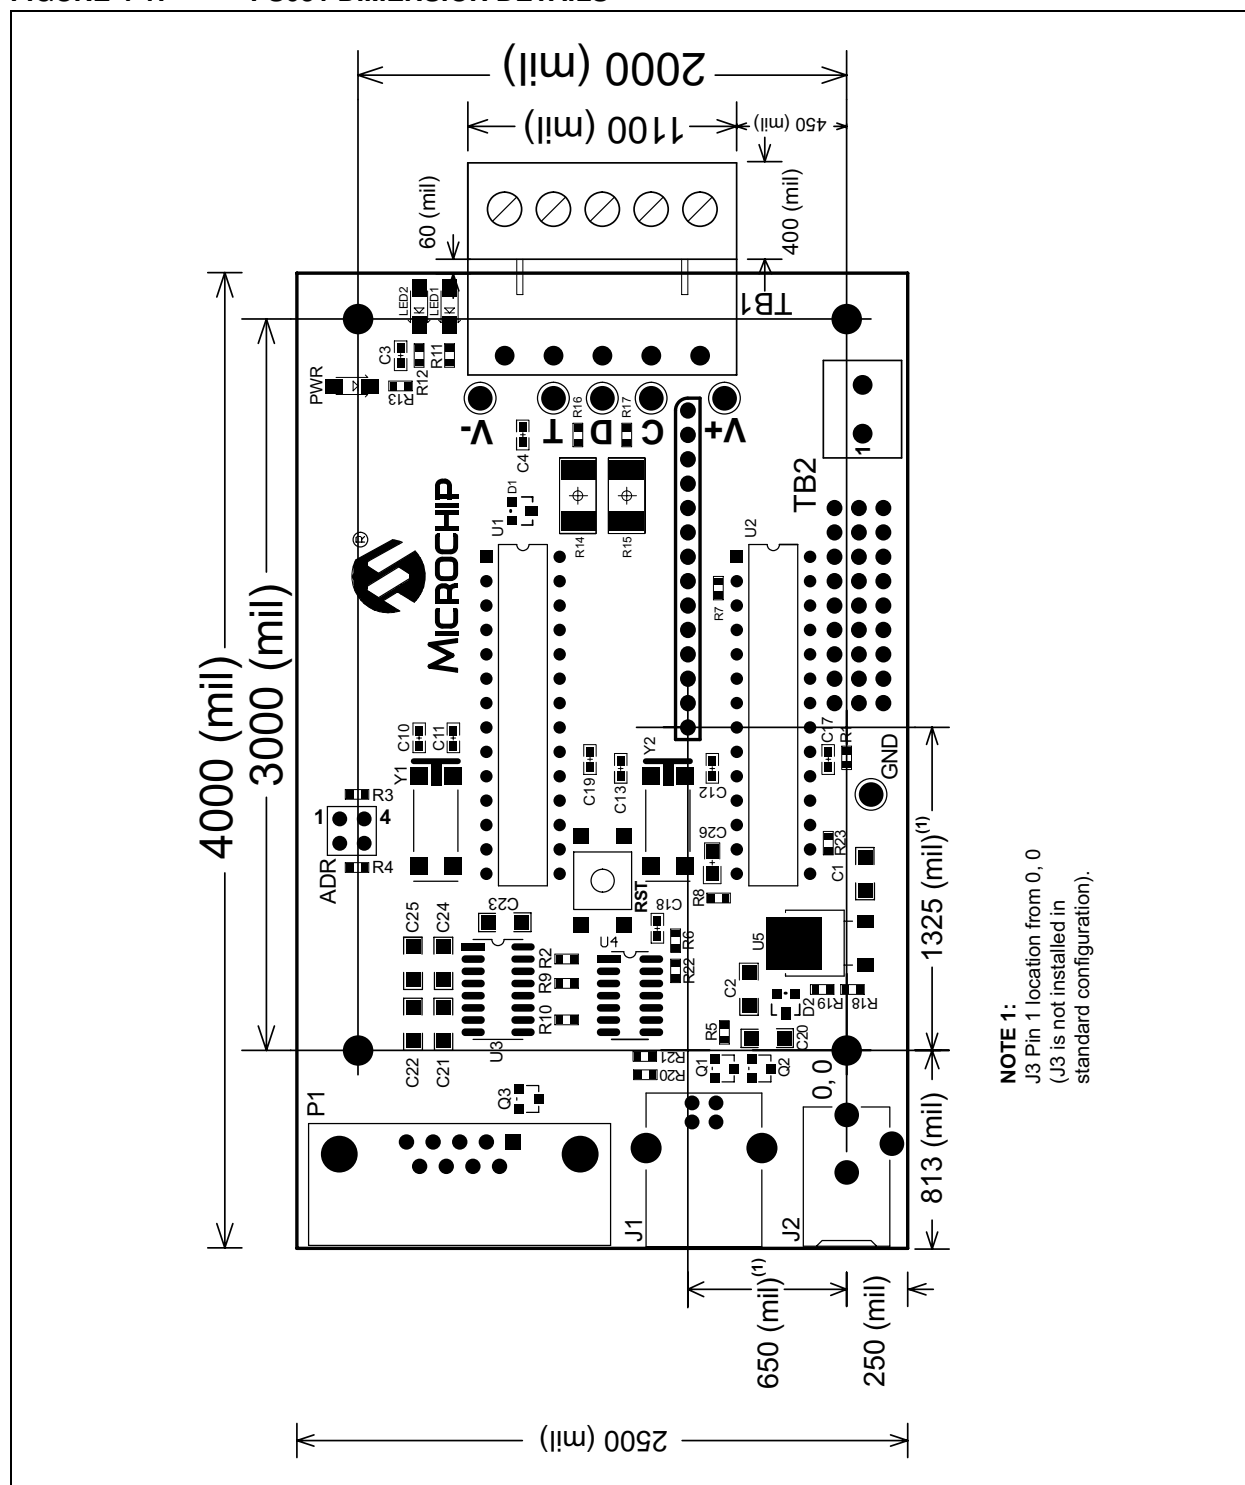 2000 (mil)
1100 (mil)
450 (mil)
60 (mil)
400 (mil)
TB1
LED2
LED1
C3
R12
R11
PWR
R13
V-
T
R16
D
R17
C
V+
C4
D1
U1
R14
R15
TB2
1
U2
R7
®
MICROCHIP
4000 (mil)
3000 (mil)
C10
C11
Y1
C19
C13
Y2
C12
C17
R1
GND
R3
1
4
ADR
R4
C26
R23
C1
R8
RST
C18
C25
C24
C23
U4
R6
R22
U5
R2
R9
R10
C2
D2
R19
R18
R5
C20
U3
C22
C21
R21
R20
Q1
Q2
Q3
0, 0
P1
J1
J2
1325 (mil)(1)
813 (mil)
650 (mil)(1)
250 (mil)
2500 (mil)
NOTE 1:
J3 Pin 1 location from 0, 0
(J3 is not installed in
standard configuration).